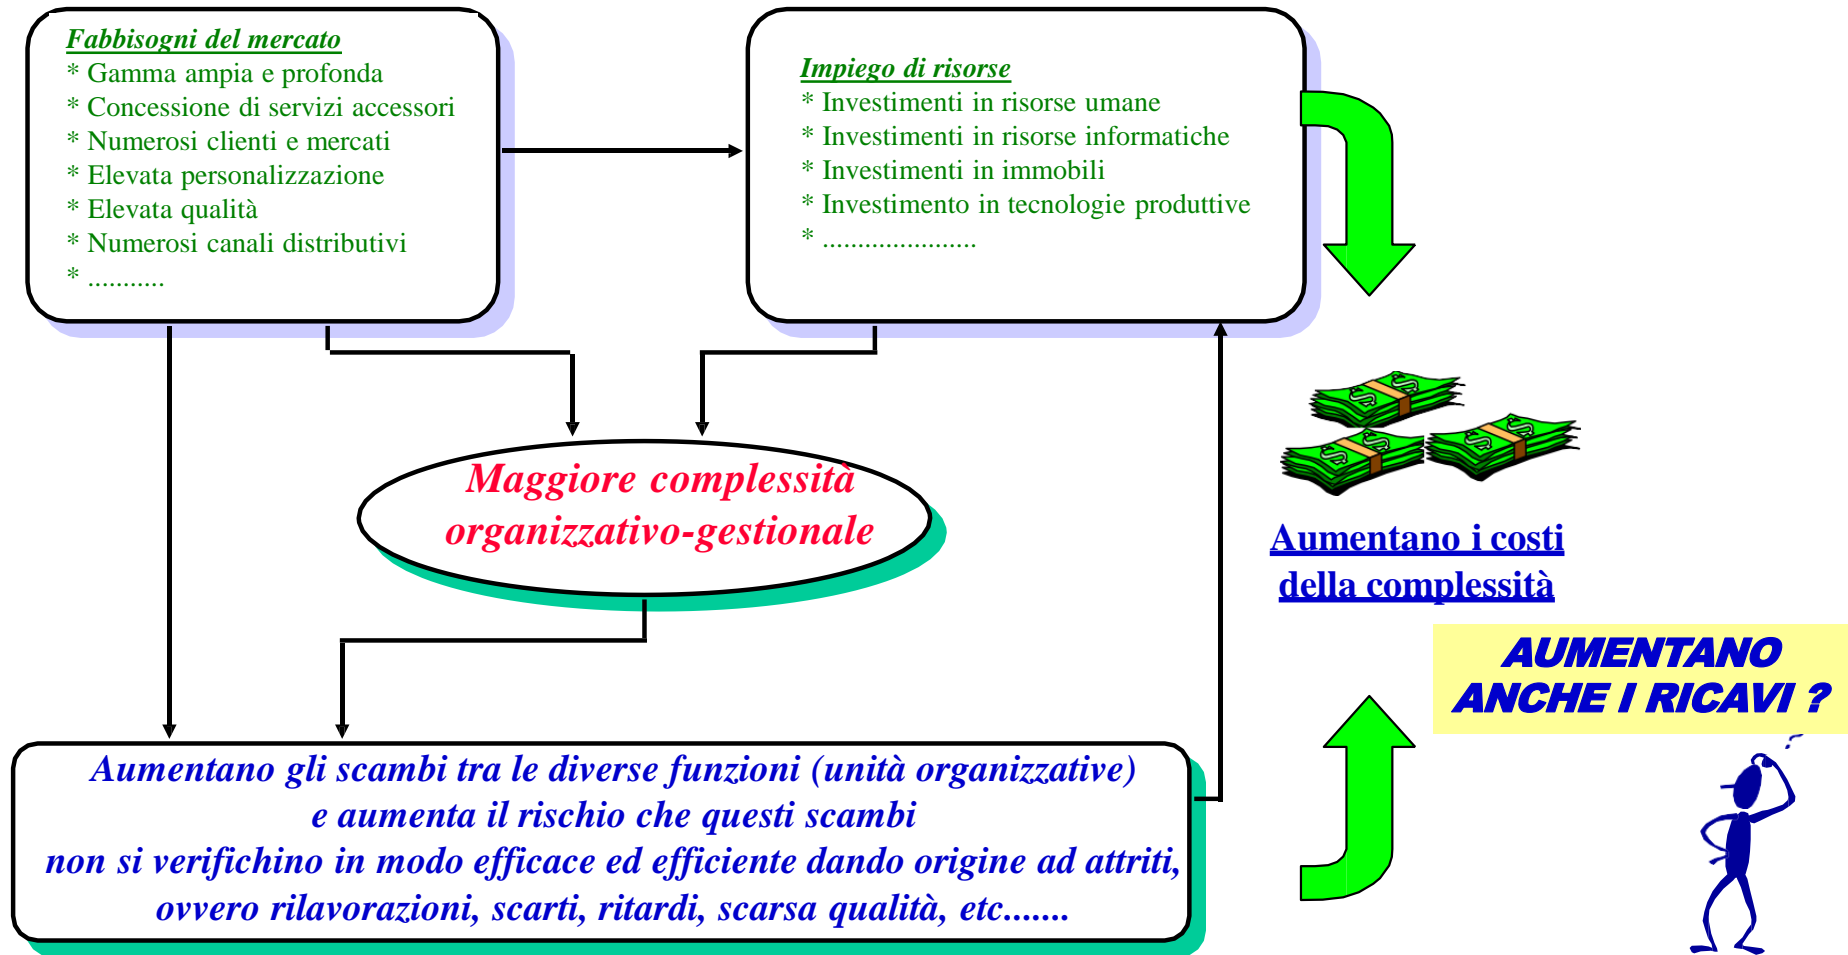 Fabbisogni del mercato
* Gamma ampia e profonda
* Concessione di servizi accessori
* Numerosi clienti e mercati
* Elevata personalizzazione
* Elevata qualità
* Numerosi canali distributivi
* ...........
Impiego di risorse
* Investimenti in risorse umane
* Investimenti in risorse informatiche
* Investimenti in immobili
* Investimento in tecnologie produttive
* ......................
Maggiore complessità
organizzativo-gestionale
Aumentano i costi
della complessità
AUMENTANO
ANCHE I RICAVI ?
Aumentano gli scambi tra le diverse funzioni (unità organizzative)
e aumenta il rischio che questi scambi
non si verifichino in modo efficace ed efficiente dando origine ad attriti,
ovvero rilavorazioni, scarti, ritardi, scarsa qualità, etc.......